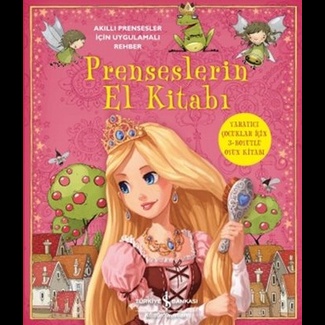 AKILLI PRENSESLER
İÇİN UYGULAMALI
REHBER
Prenseslerin
El Kitabı
YARATICI
ÇOCUKLAR İÇİN
3-BOYUTLU
OYUN KİTABI
TÜRKİYE İŞ BANKASI